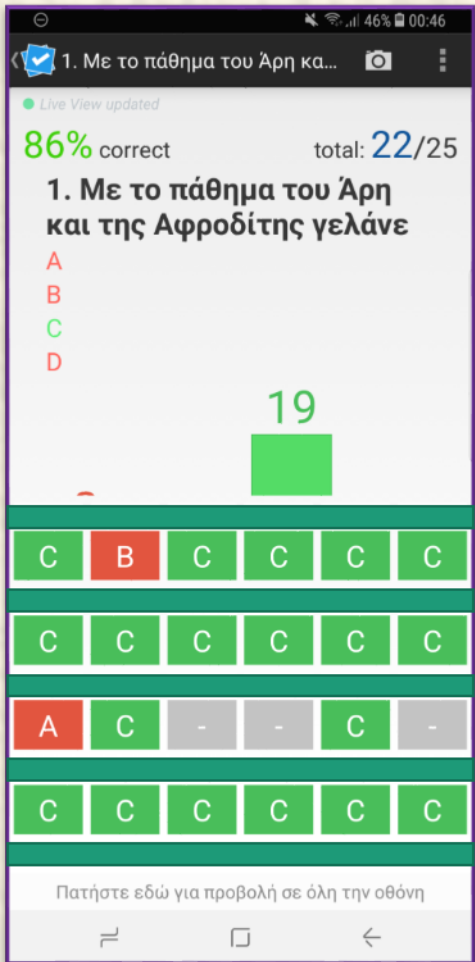 46% 00:46
1. Με το πάθημα του Άρη κα...
Live View updated
86% correct total: 22/25
1. Με το πάθημα του Άρη
και της Αφροδίτης γελάνε
A
B
C
D
19
C B C C C C
C C C C C C
A C - - C -
C C C C C C
Πατήστε εδώ για προβολή σε όλη την οθόνη